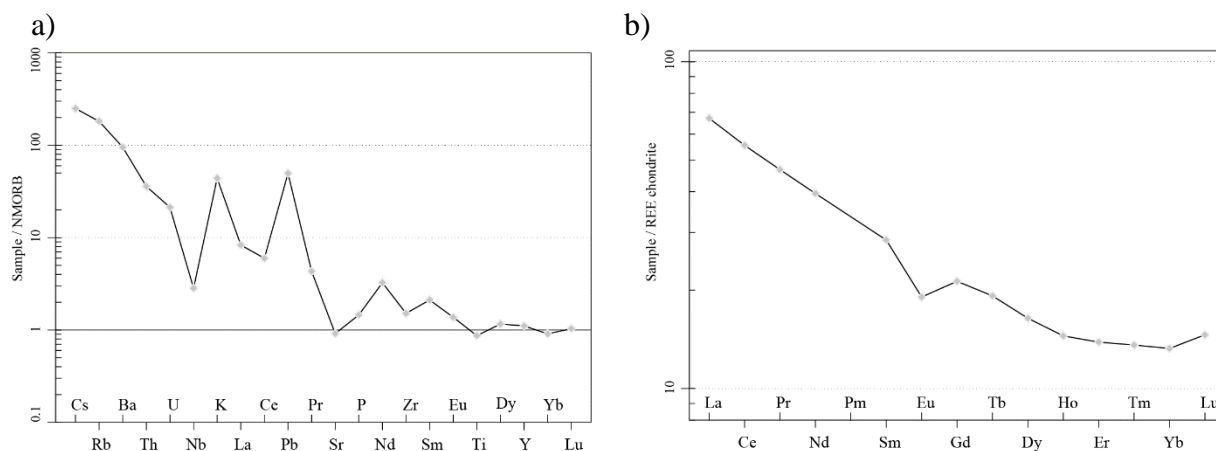 a)
Sample / NMORB
1000
100
10
1
0.1
Cs Ba U K Ce Pr P Zr Eu Dy Yb
Rb Th Nb La Pb Sr Nd Sm Ti Y Lu
b)
Sample / REE chondrite
100
10
La Pr Pm Eu Tb Ho Tm Lu
Ce Nd Sm Gd Dy Er Yb